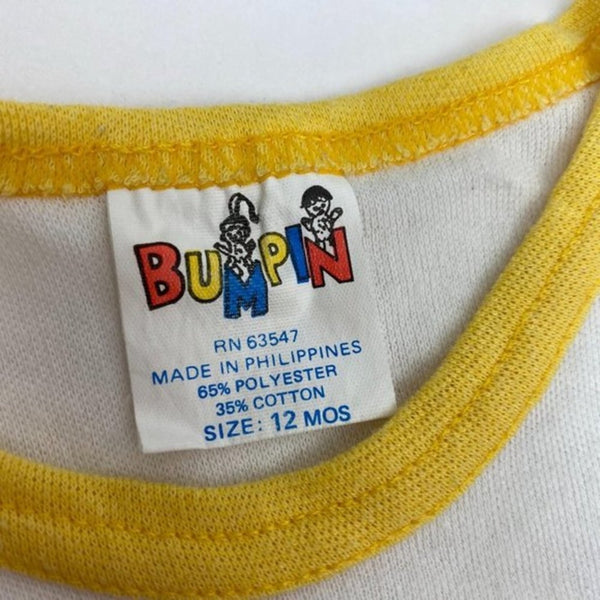 BUMPIN
RN 63547
MADE IN PHILIPPINES
65% POLYESTER
35% COTTON
SIZE: 12 MOS